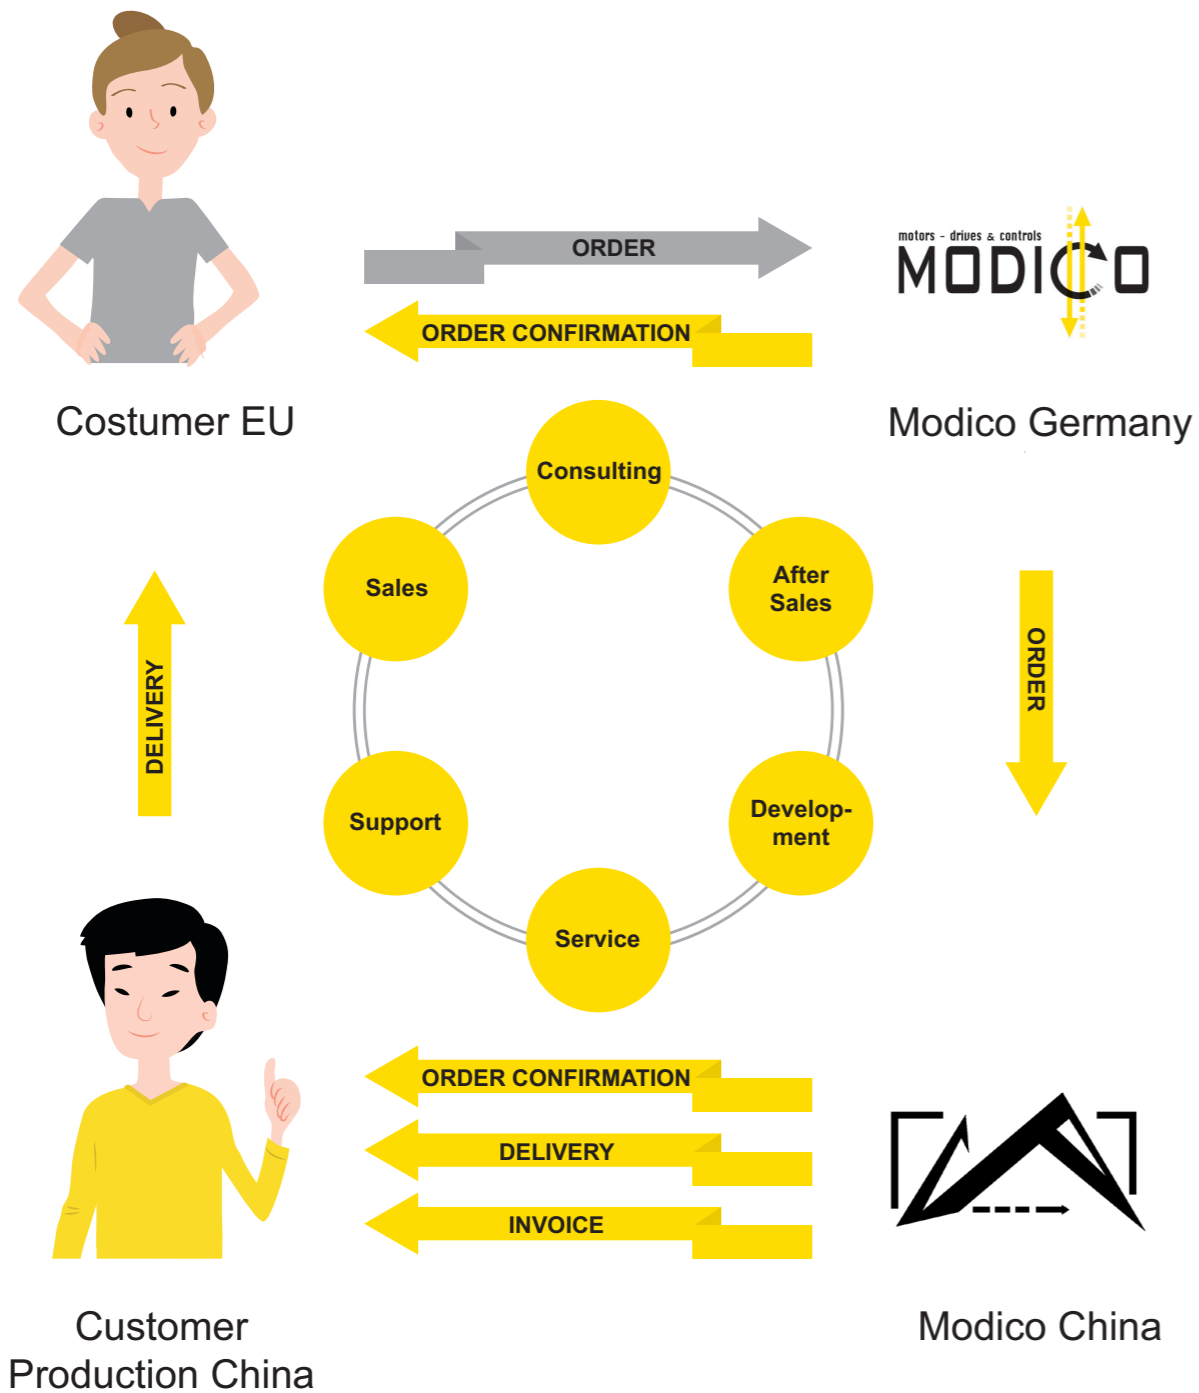 ORDER
motors - drives & controls
MODICO
ORDER CONFIRMATION
Costumer EU
Modico Germany
Consulting
Sales
After
Sales
DELIVERY
ORDER
Support
Develop-
ment
Service
ORDER CONFIRMATION
DELIVERY
INVOICE
Customer
Production China
Modico China